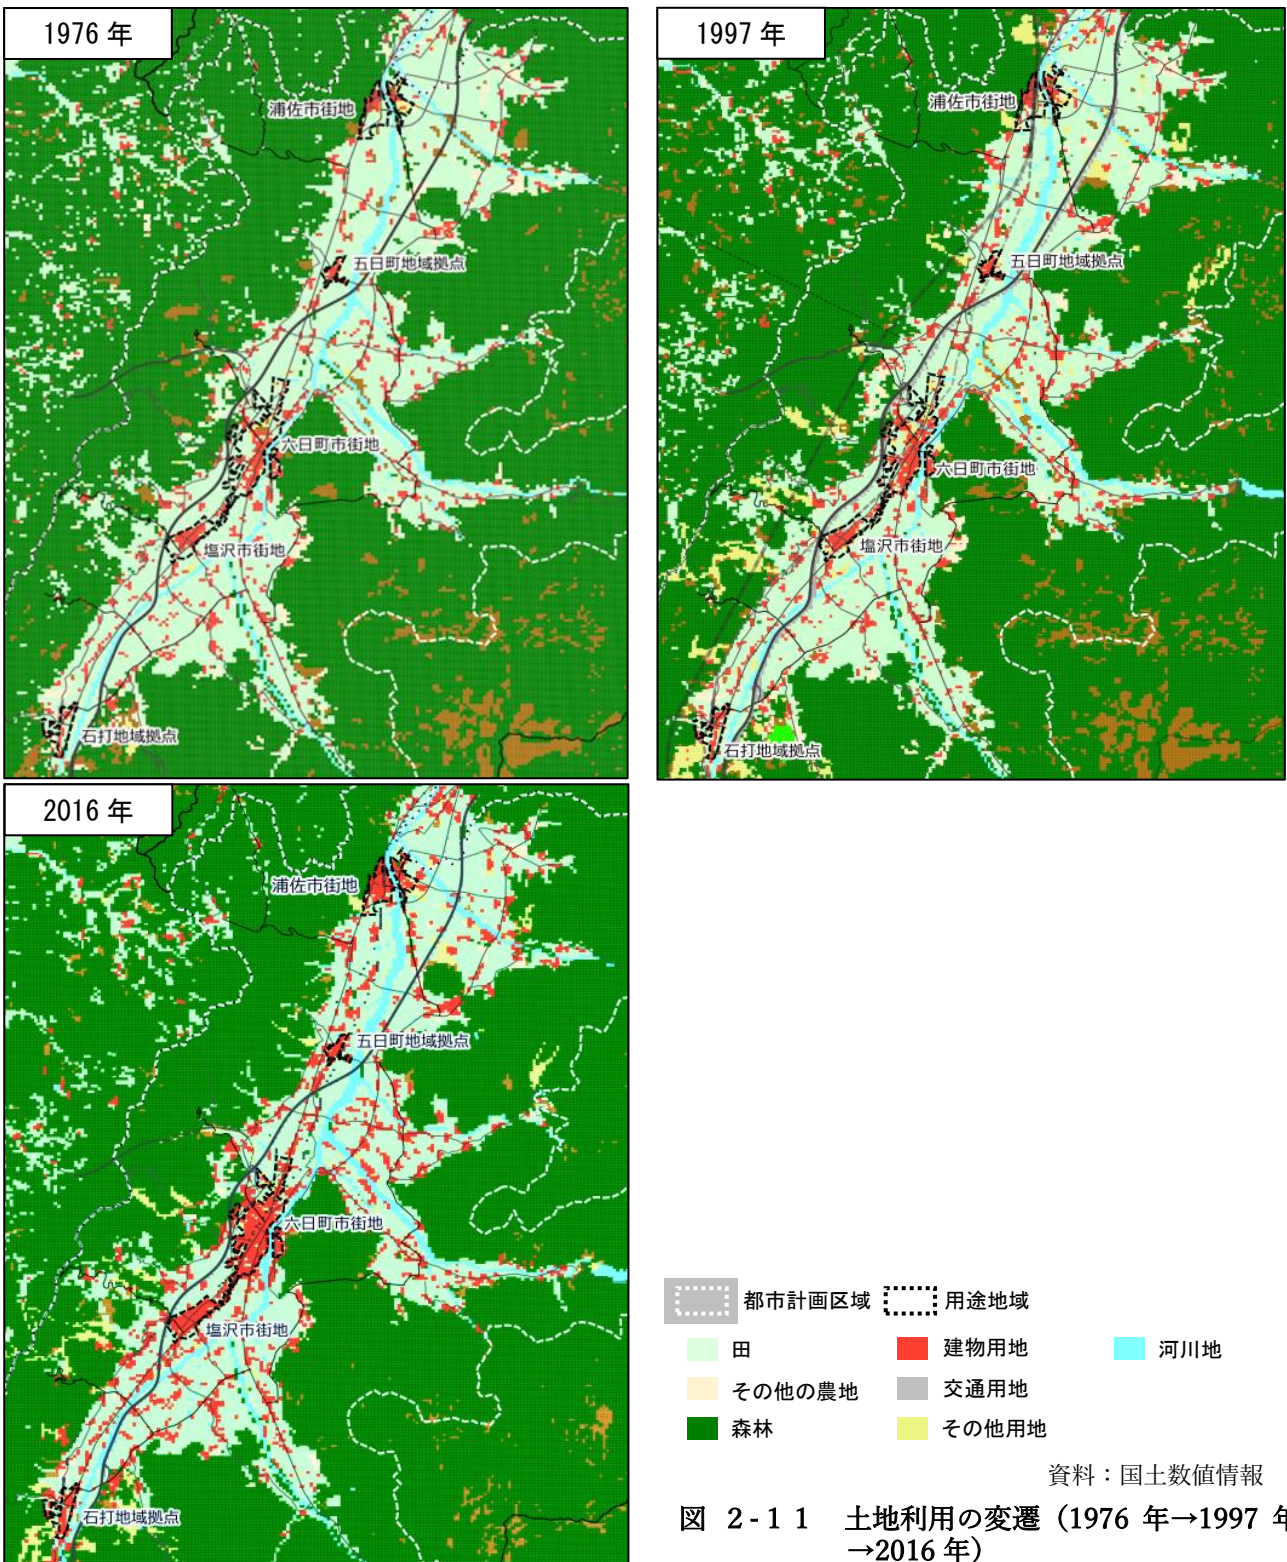 1976 年
浦佐市街地
五日町地域拠点
六日町市街地
塩沢市街地
石打地域拠点
1997 年
浦佐市街地
五日町地域拠点
六日町市街地
塩沢市街地
石打地域拠点
2016 年
浦佐市街地
五日町地域拠点
六日町市街地
塩沢市街地
石打地域拠点
都市計画区域 用途地域
田 建物用地 河川地
その他の農地 交通用地
森林 その他用地
資料：国土数値情報
図 2-11 土地利用の変遷（1976 年→1997 年
→2016 年）